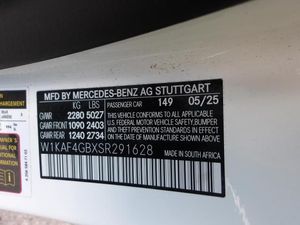 MFD BY MERCEDES-BENZ AG STUTTGART
KG LBS PASSENGER CAR 149 05/25
GVWR 2280 5027
GAWR FRONT 1090 2403
GAWR REAR 1240 2734
THIS VEHICLE CONFORMS TO ALL APPLICABLE
U.S. FEDERAL MOTOR VEHICLE SAFETY, BUMPER,
AND THEFT PREVENTION STANDARDS IN EFFECT
ON THE DATE OF MANUFACTURE SHOWN ABOVE.
W1KAF4GBXSR291628
MADE IN SOUTH AFRICA